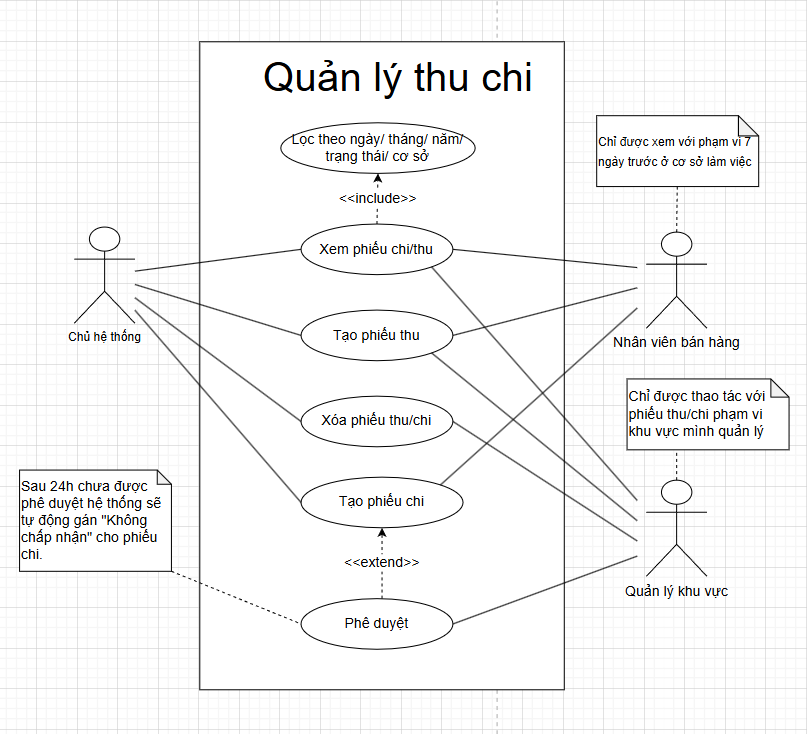 Quản lý thu chi
Lọc theo ngày/ tháng/ năm/
trạng thái/ cơ sở
<<include>>
Xem phiếu chi/thu
Tạo phiếu thu
Xóa phiếu thu/chi
Tạo phiếu chi
<<extend>>
Phê duyệt
Chủ hệ thống
Sau 24h chưa được
phê duyệt hệ thống sẽ
tự động gán "Không
chấp nhận" cho phiếu
chi.
Chỉ được xem với phạm vi 7
ngày trước ở cơ sở làm việc
Nhân viên bán hàng
Chỉ được thao tác với
phiếu thu/chi phạm vi
khu vực mình quản lý
Quản lý khu vực